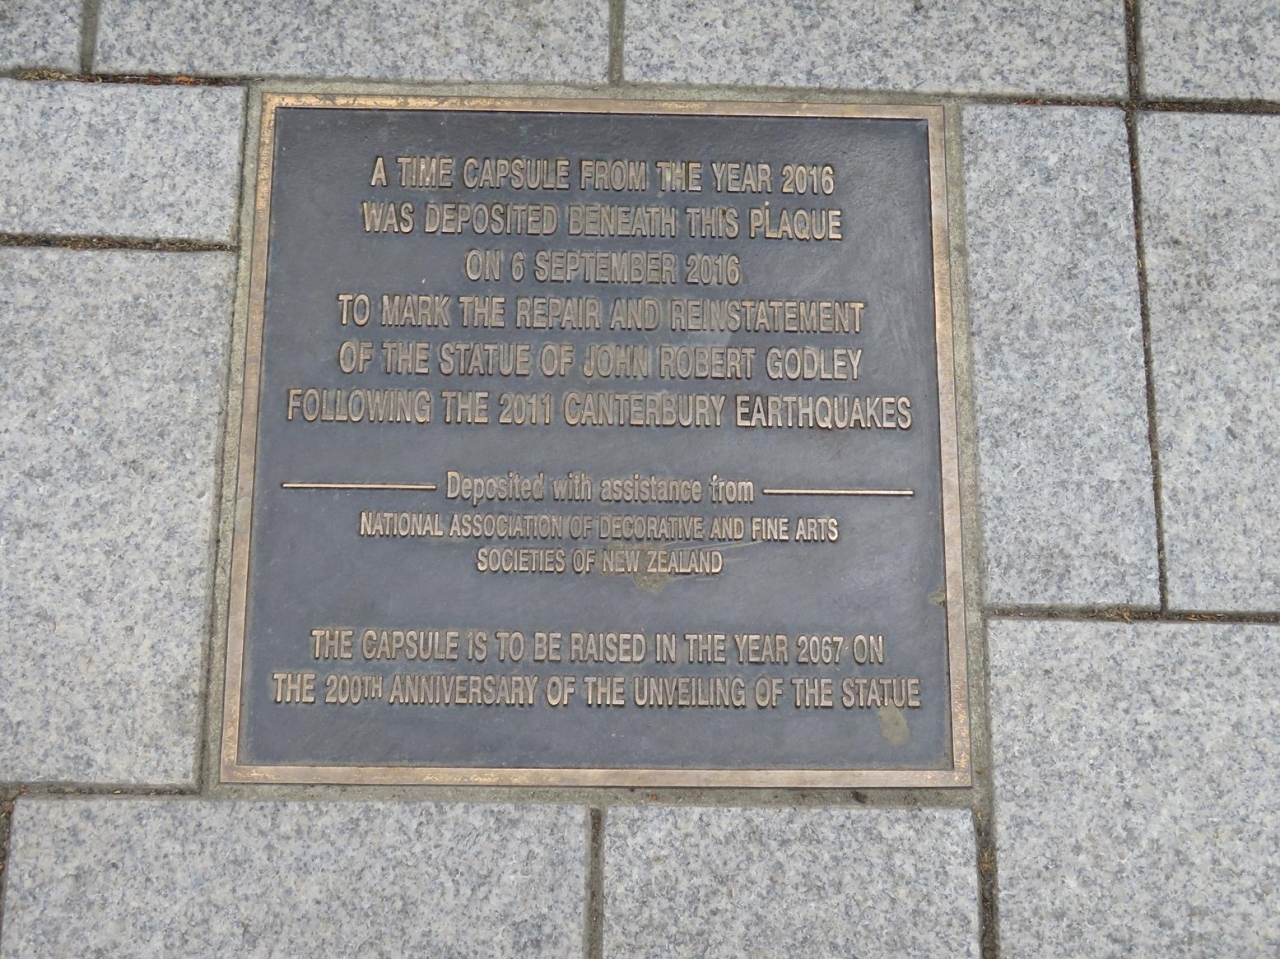 A TIME CAPSULE FROM THE YEAR 2016
WAS DEPOSITED BENEATH THIS PLAQUE
ON 6 SEPTEMBER 2016
TO MARK THE REPAIR AND REINSTATEMENT
OF THE STATUE OF JOHN ROBERT GODLEY
FOLLOWING THE 2011 CANTERBURY EARTHQUAKES
Deposited with assistance from
NATIONAL ASSOCIATION OF DECORATIVE AND FINE ARTS
SOCIETIES OF NEW ZEALAND
THE CAPSULE IS TO BE RAISED IN THE YEAR 2067 ON
THE 200TH ANNIVERSARY OF THE UNVEILING OF THE STATUE